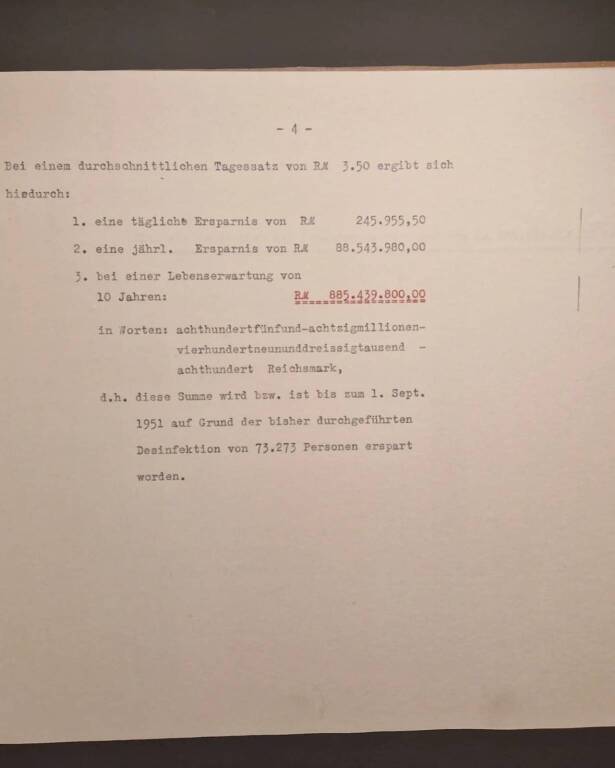 - 4 -
Bei einem durchschnittlichen Tagessatz von RM 3.50 ergibt sich
hiedurch:
1. eine tägliche Ersparnis von RM 245.955,50
2. eine jährl. Ersparnis von RM 88.543.980,00
3. bei einer Lebenserwartung von
10 Jahren: RM 885.439.800,00
in Worten: achthundertfünfund-achtzigmillionen-
vierhundertneununddreissigtausend -
achthundert Reichsmark,
d.h. diese Summe wird bzw. ist bis zum 1. Sept.
1951 auf Grund der bisher durchgeführten
Desinfektion von 73.273 Personen erspart
worden.